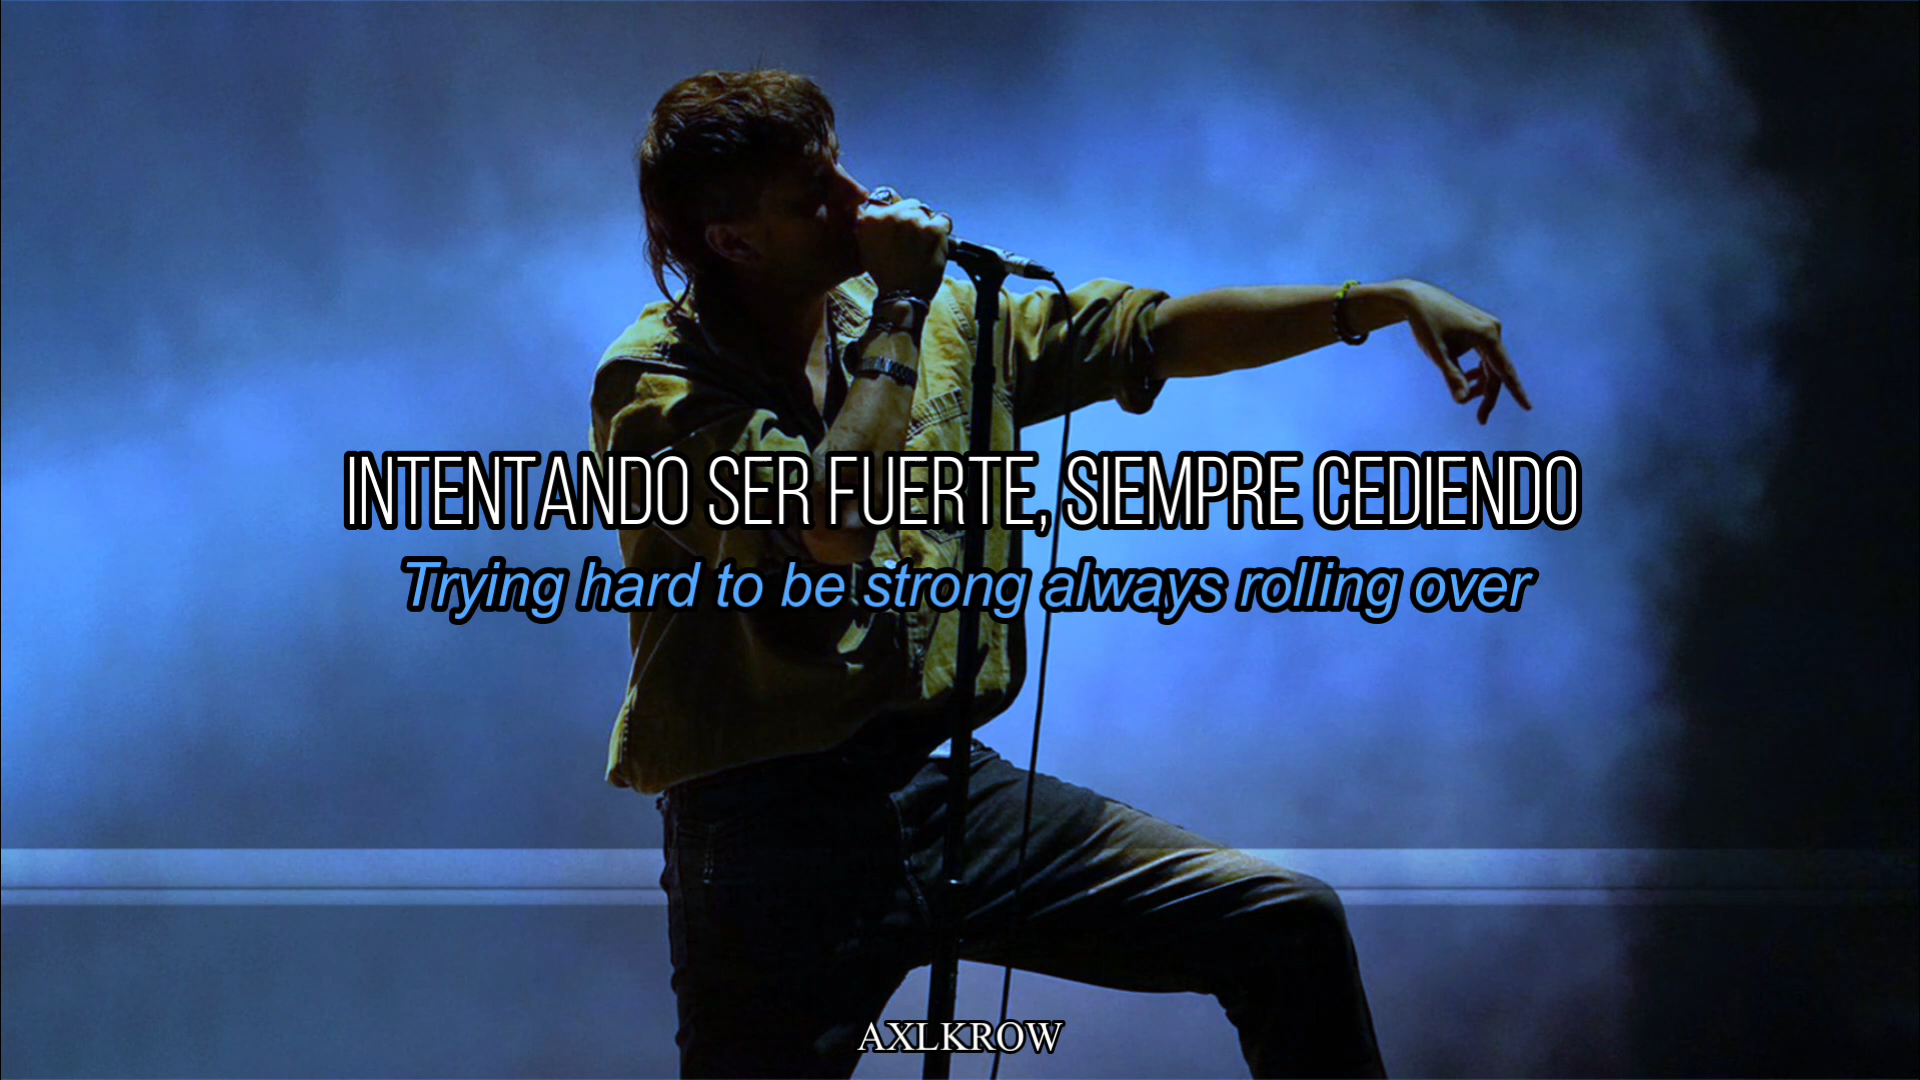 INTENTANDO SER FUERTE, SIEMPRE CEDIENDO
Trying hard to be strong always rolling over
AXLKROW